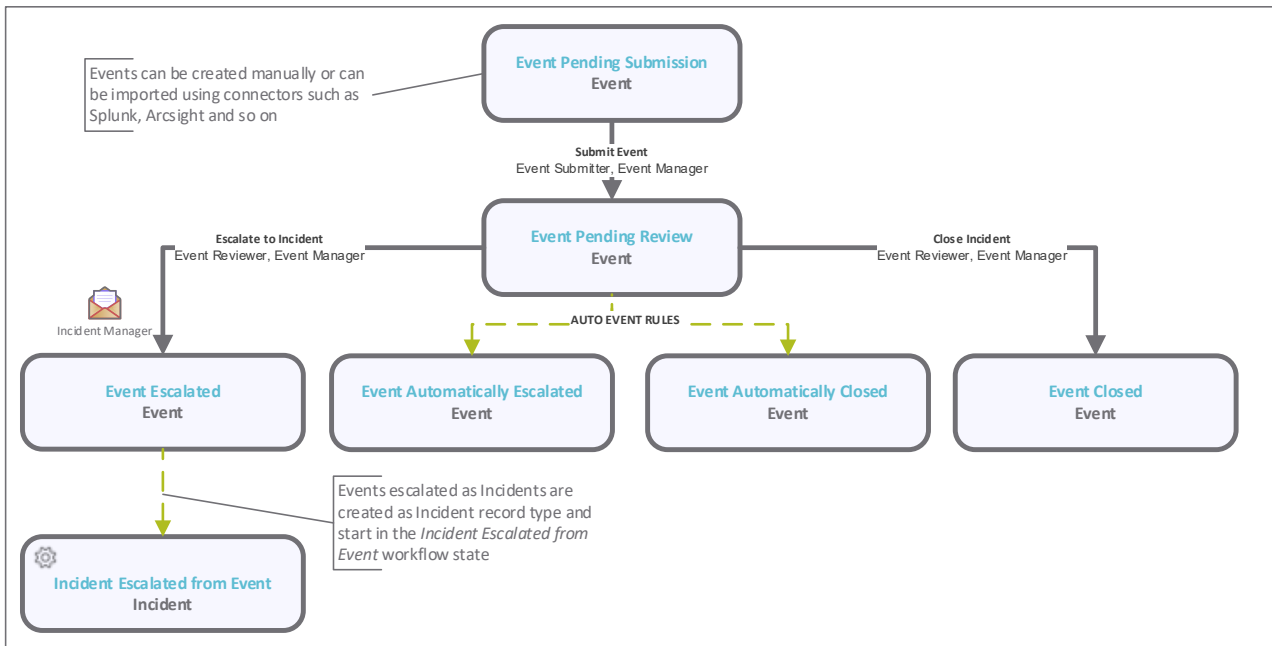 Event Pending Submission
Event
Events can be created manually or can
be imported using connectors such as
Splunk, Arcsight and so on
Submit Event
Event Submitter, Event Manager
Event Pending Review
Event
Escalate to Incident
Event Reviewer, Event Manager
Close Incident
Event Reviewer, Event Manager
Incident Manager
AUTO EVENT RULES
Event Escalated
Event
Event Automatically Escalated
Event
Event Automatically Closed
Event
Event Closed
Event
Events escalated as Incidents are
created as Incident record type and
start in the Incident Escalated from
Event workflow state
Incident Escalated from Event
Incident